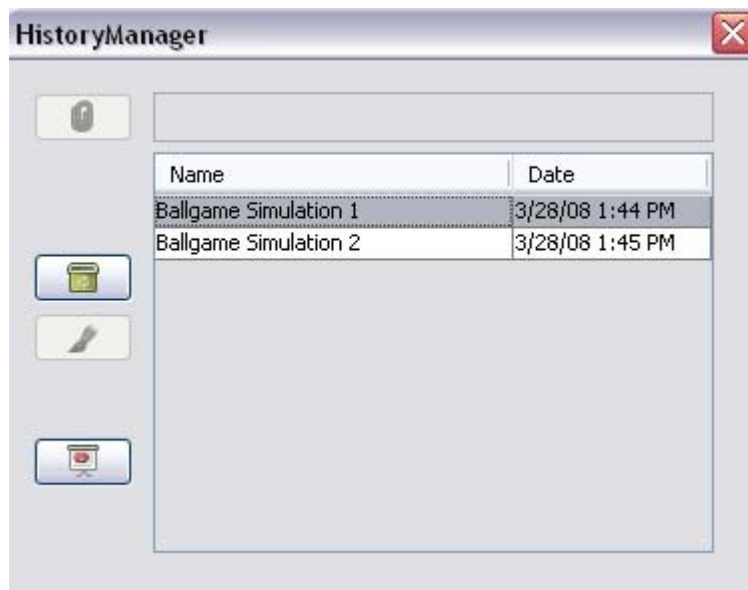 HistoryManager
Name Date
Ballgame Simulation 1 3/28/08 1:44 PM
Ballgame Simulation 2 3/28/08 1:45 PM